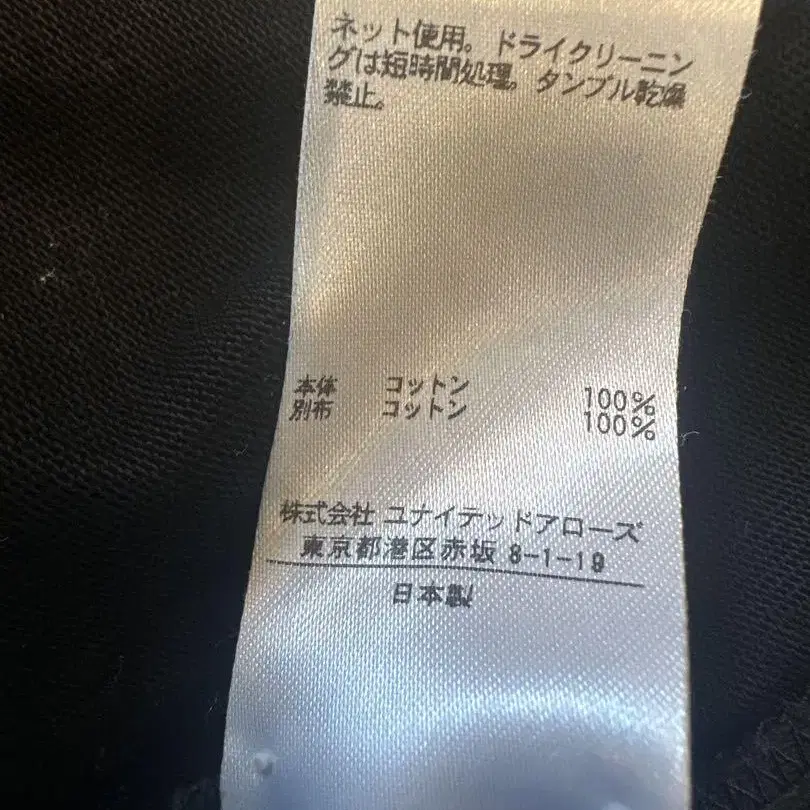 ネット使用。ドライクリーニン
グは短時間処理。タンブル乾燥
禁止。
本体 コットン 100%
別布 コットン 100%
株式会社 ユナイテッドアローズ
東京都港区赤坂 8-1-19
日本製